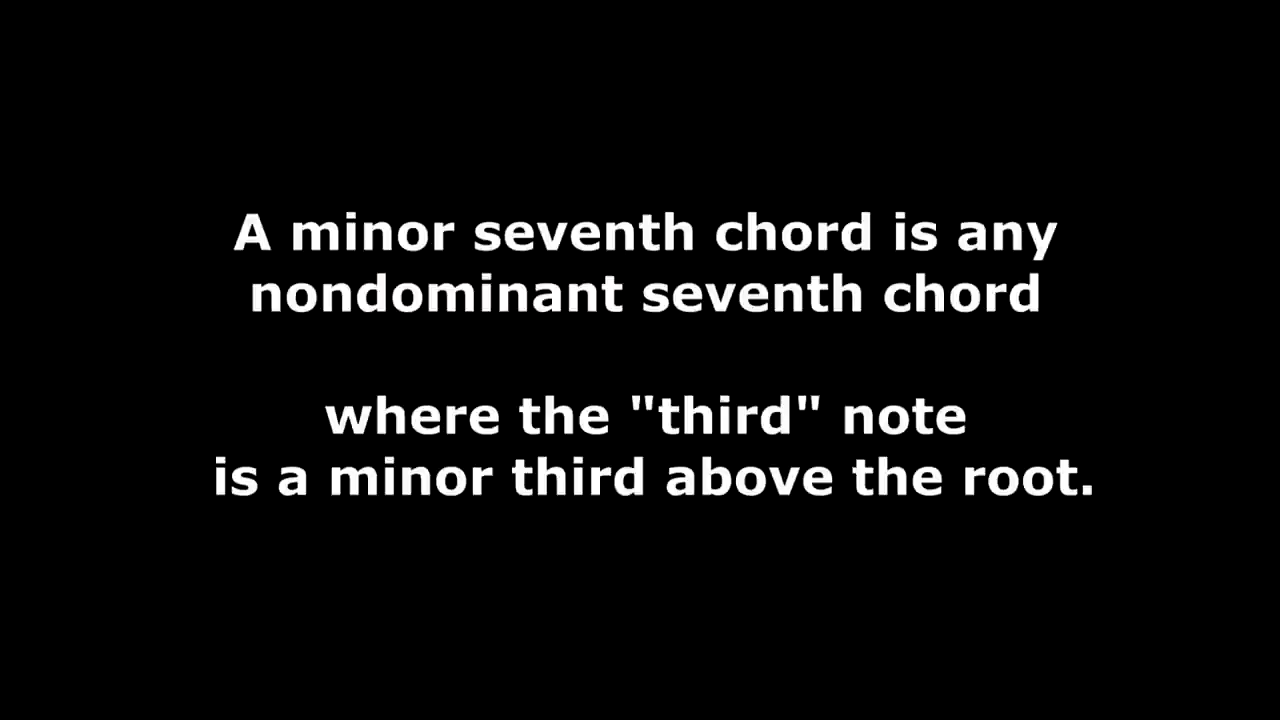 A minor seventh chord is any
nondominant seventh chord
where the "third" note
is a minor third above the root.